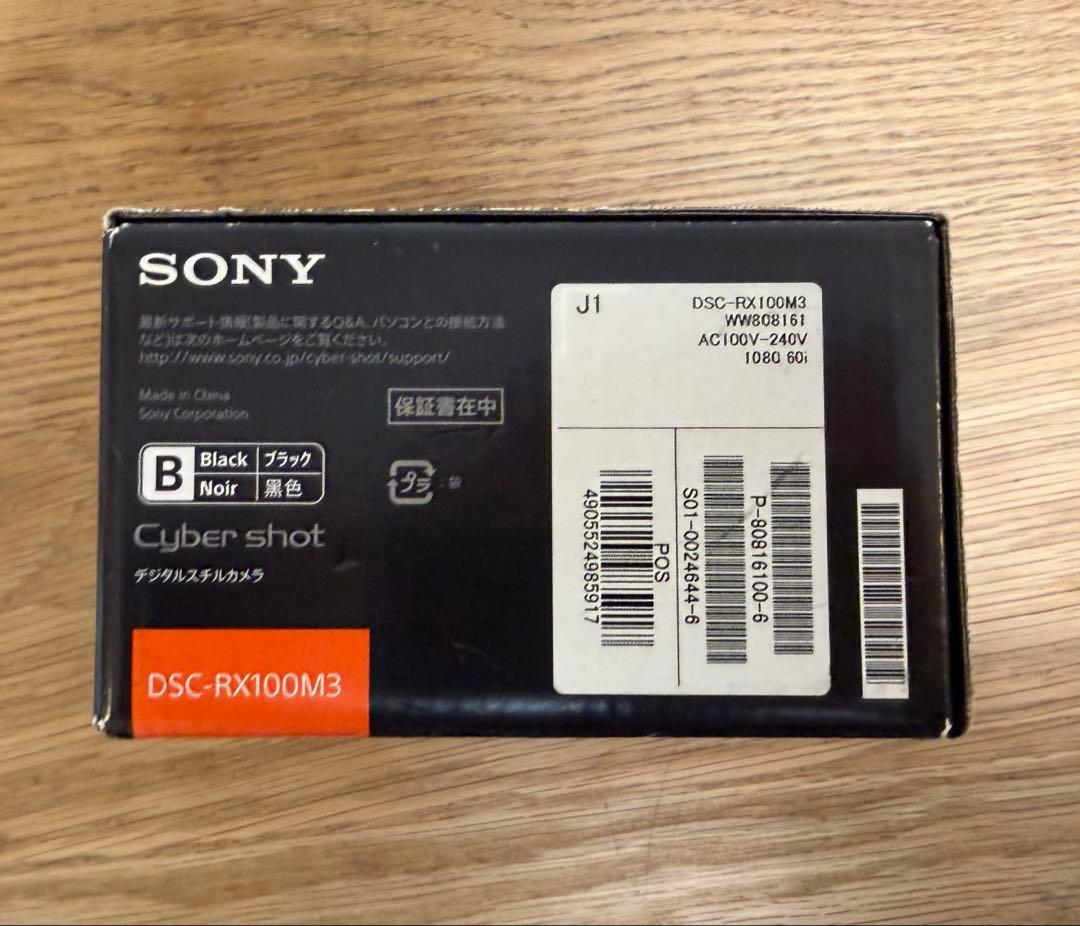 SONY
最新サポート情報(製品に関するQ&A、パソコンとの接続方法
など)は次のホームページをご覧ください。
http://www.sony.co.jp/cyber-shot/support/
Made in China
Sony Corporation
保証書在中
B
Black ブラック
Noir 黒色
プラ : 袋
Cyber-shot
デジタルスチルカメラ
DSC-RX100M3
J1
DSC-RX100M3
WW808161
AC100V-240V
1080 60i
POS
4905524985917
S01-0024644-6
P-80816100-6